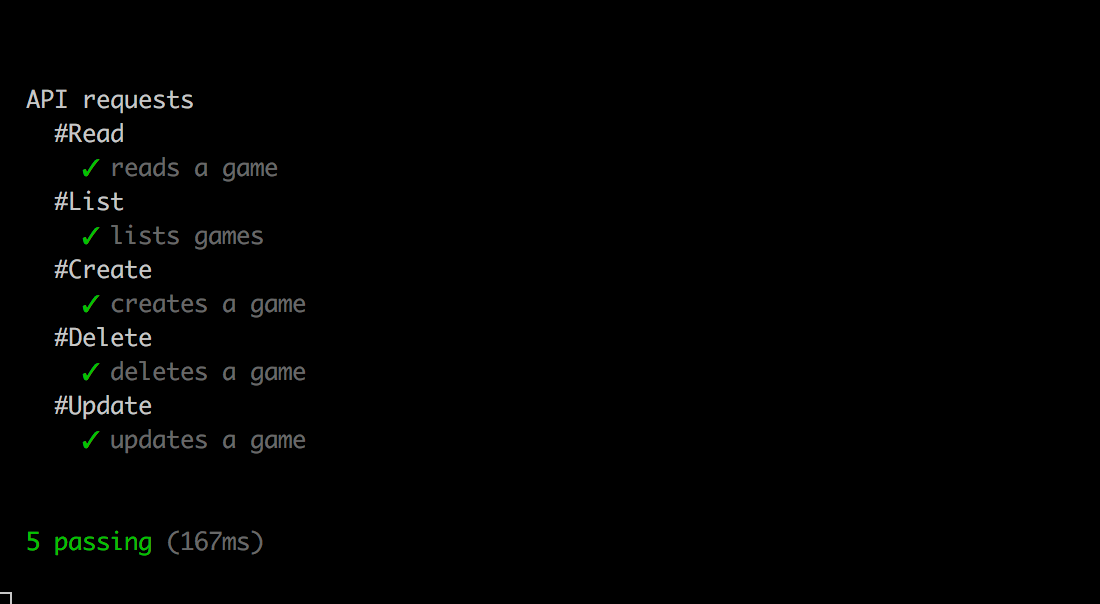 API requests
#Read
✓ reads a game
#List
✓ lists games
#Create
✓ creates a game
#Delete
✓ deletes a game
#Update
✓ updates a game
5 passing (167ms)